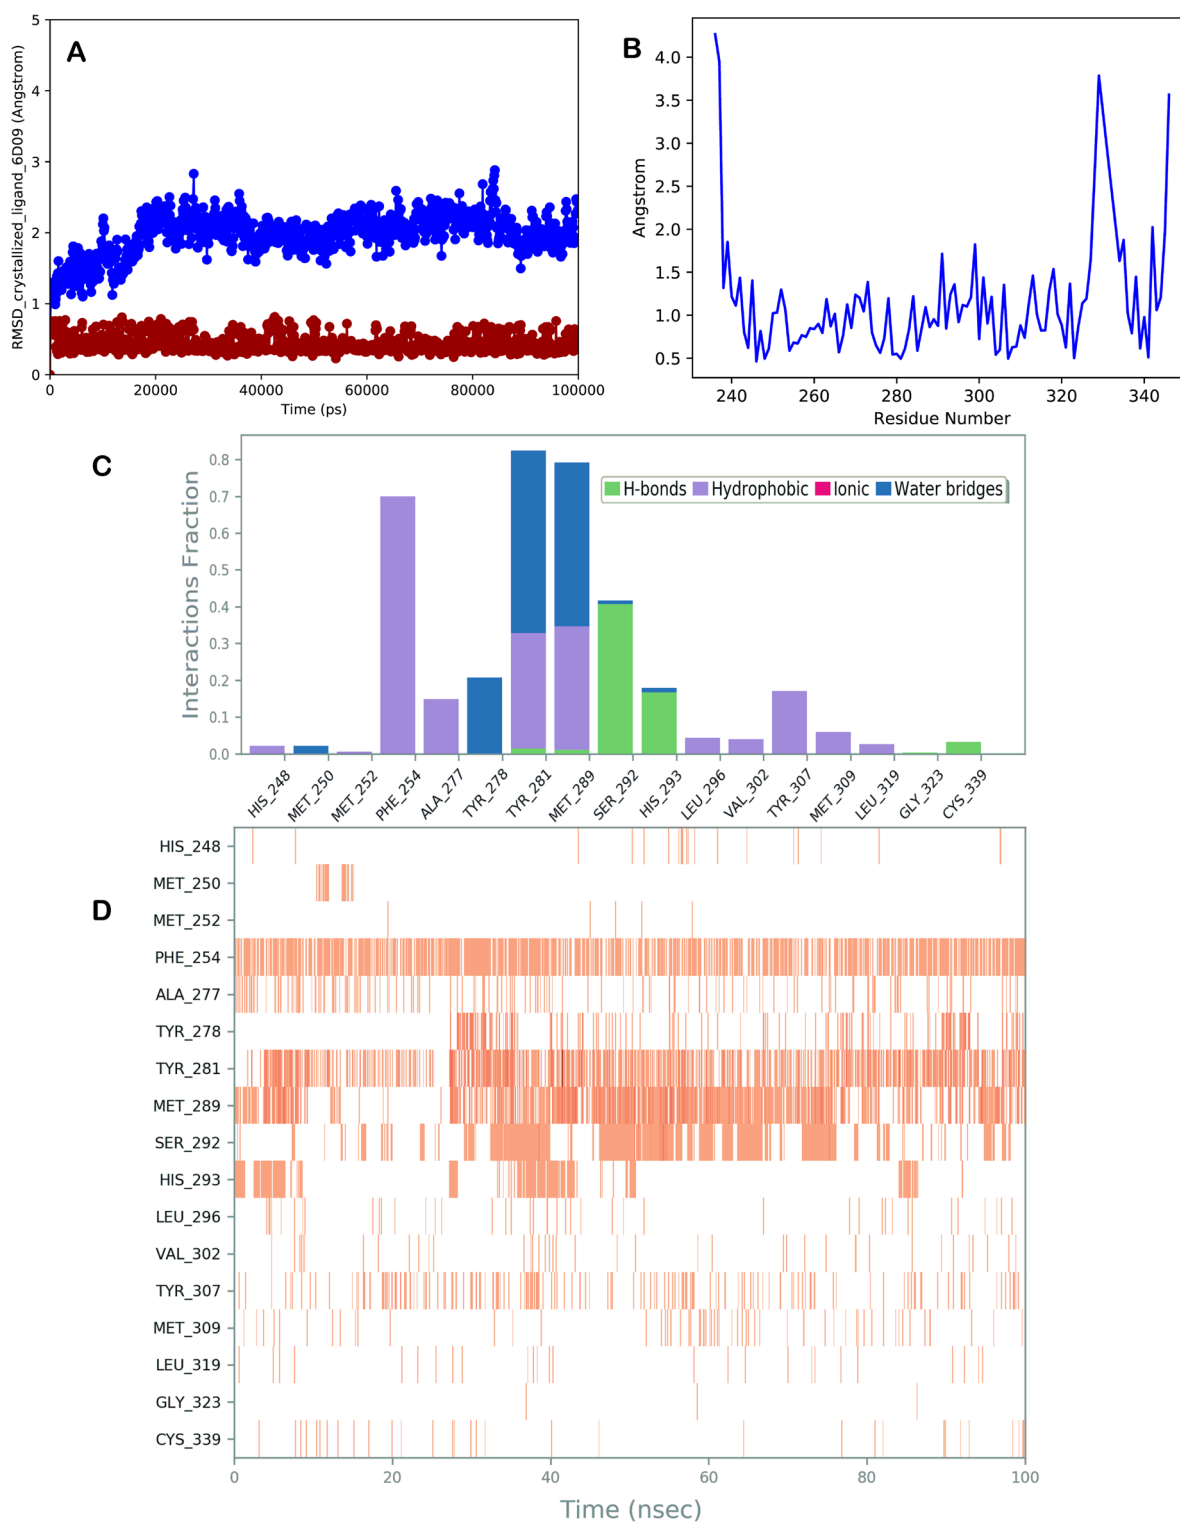 A
RMSD_crystallized_ligand_6D09 (Angstrom)
5
4
3
2
1
0
0 20000 40000 60000 80000 100000
Time (ps)
B
Angstrom
4.0
3.5
3.0
2.5
2.0
1.5
1.0
0.5
240 260 280 300 320 340
Residue Number
C
Interactions Fraction
0.8
0.7
0.6
0.5
0.4
0.3
0.2
0.1
0.0
H-bonds Hydrophobic Ionic Water bridges
HIS_248 MET_250 MET_252 PHE_254 ALA_277 TYR_278 TYR_281 MET_289 SER_292 HIS_293 LEU_296 VAL_302 TYR_307 MET_309 LEU_319 GLY_323 CYS_339
D
HIS_248
MET_250
MET_252
PHE_254
ALA_277
TYR_278
TYR_281
MET_289
SER_292
HIS_293
LEU_296
VAL_302
TYR_307
MET_309
LEU_319
GLY_323
CYS_339
0 20 40 60 80 100
Time (nsec)